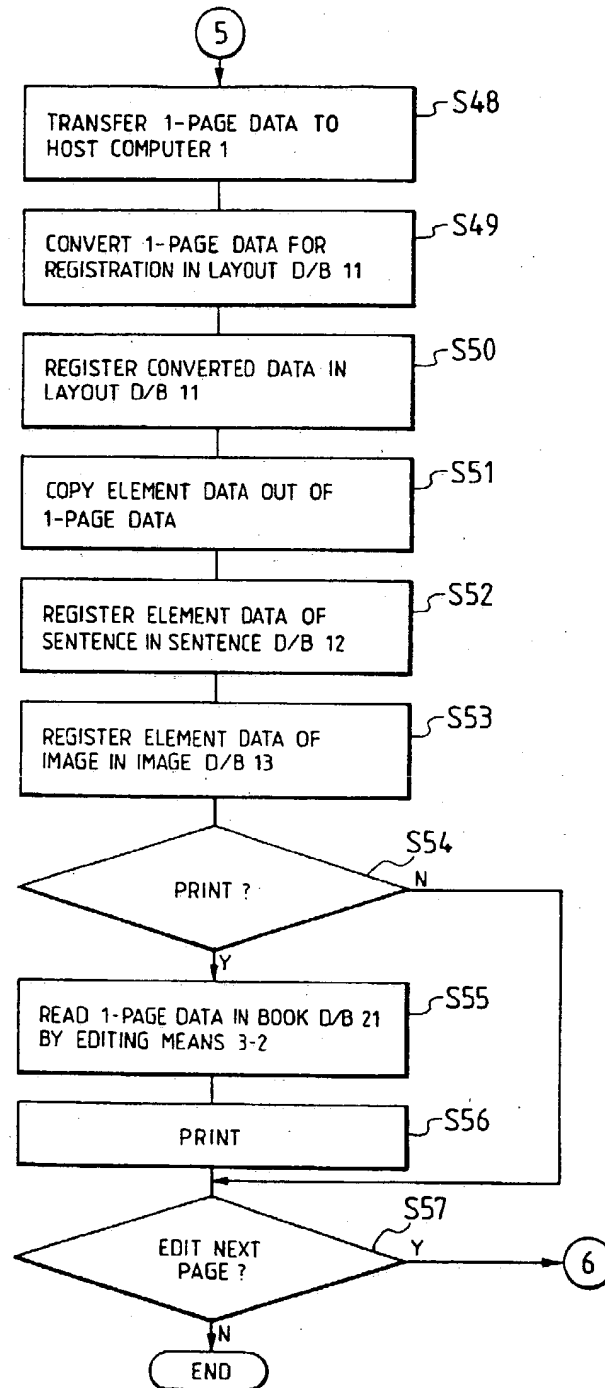 5
TRANSFER 1-PAGE DATA TO
HOST COMPUTER 1
S48
CONVERT 1-PAGE DATA FOR
REGISTRATION IN LAYOUT D/B 11
S49
REGISTER CONVERTED DATA IN
LAYOUT D/B 11
S50
COPY ELEMENT DATA OUT OF
1-PAGE DATA
S51
REGISTER ELEMENT DATA OF
SENTENCE IN SENTENCE D/B 12
S52
REGISTER ELEMENT DATA OF
IMAGE IN IMAGE D/B 13
S53
PRINT ?
S54
N
Y
READ 1-PAGE DATA IN BOOK D/B 21
BY EDITING MEANS 3-2
S55
PRINT
S56
EDIT NEXT
PAGE ?
S57
Y
6
N
END